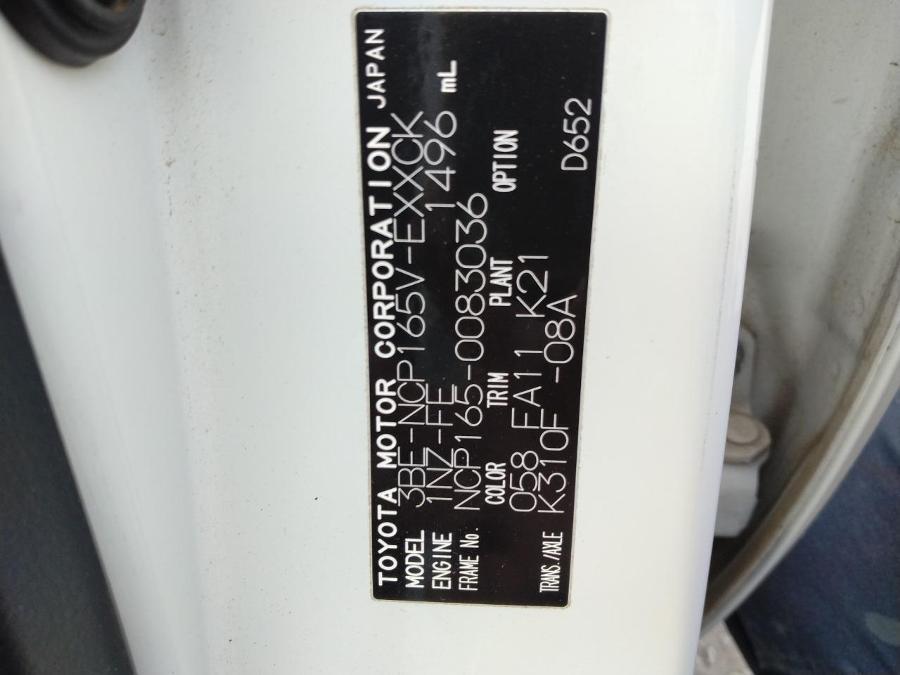 TOYOTA MOTOR CORPORATION JAPAN
MODEL 3BE-NCP165V-EXXCK
ENGINE 1NZ-FE 1496 mL
FRAME No. NCP165-0083036
COLOR TRIM PLANT OPTION
058 FA11 K21
TRANS./AXLE K310F -08A D652